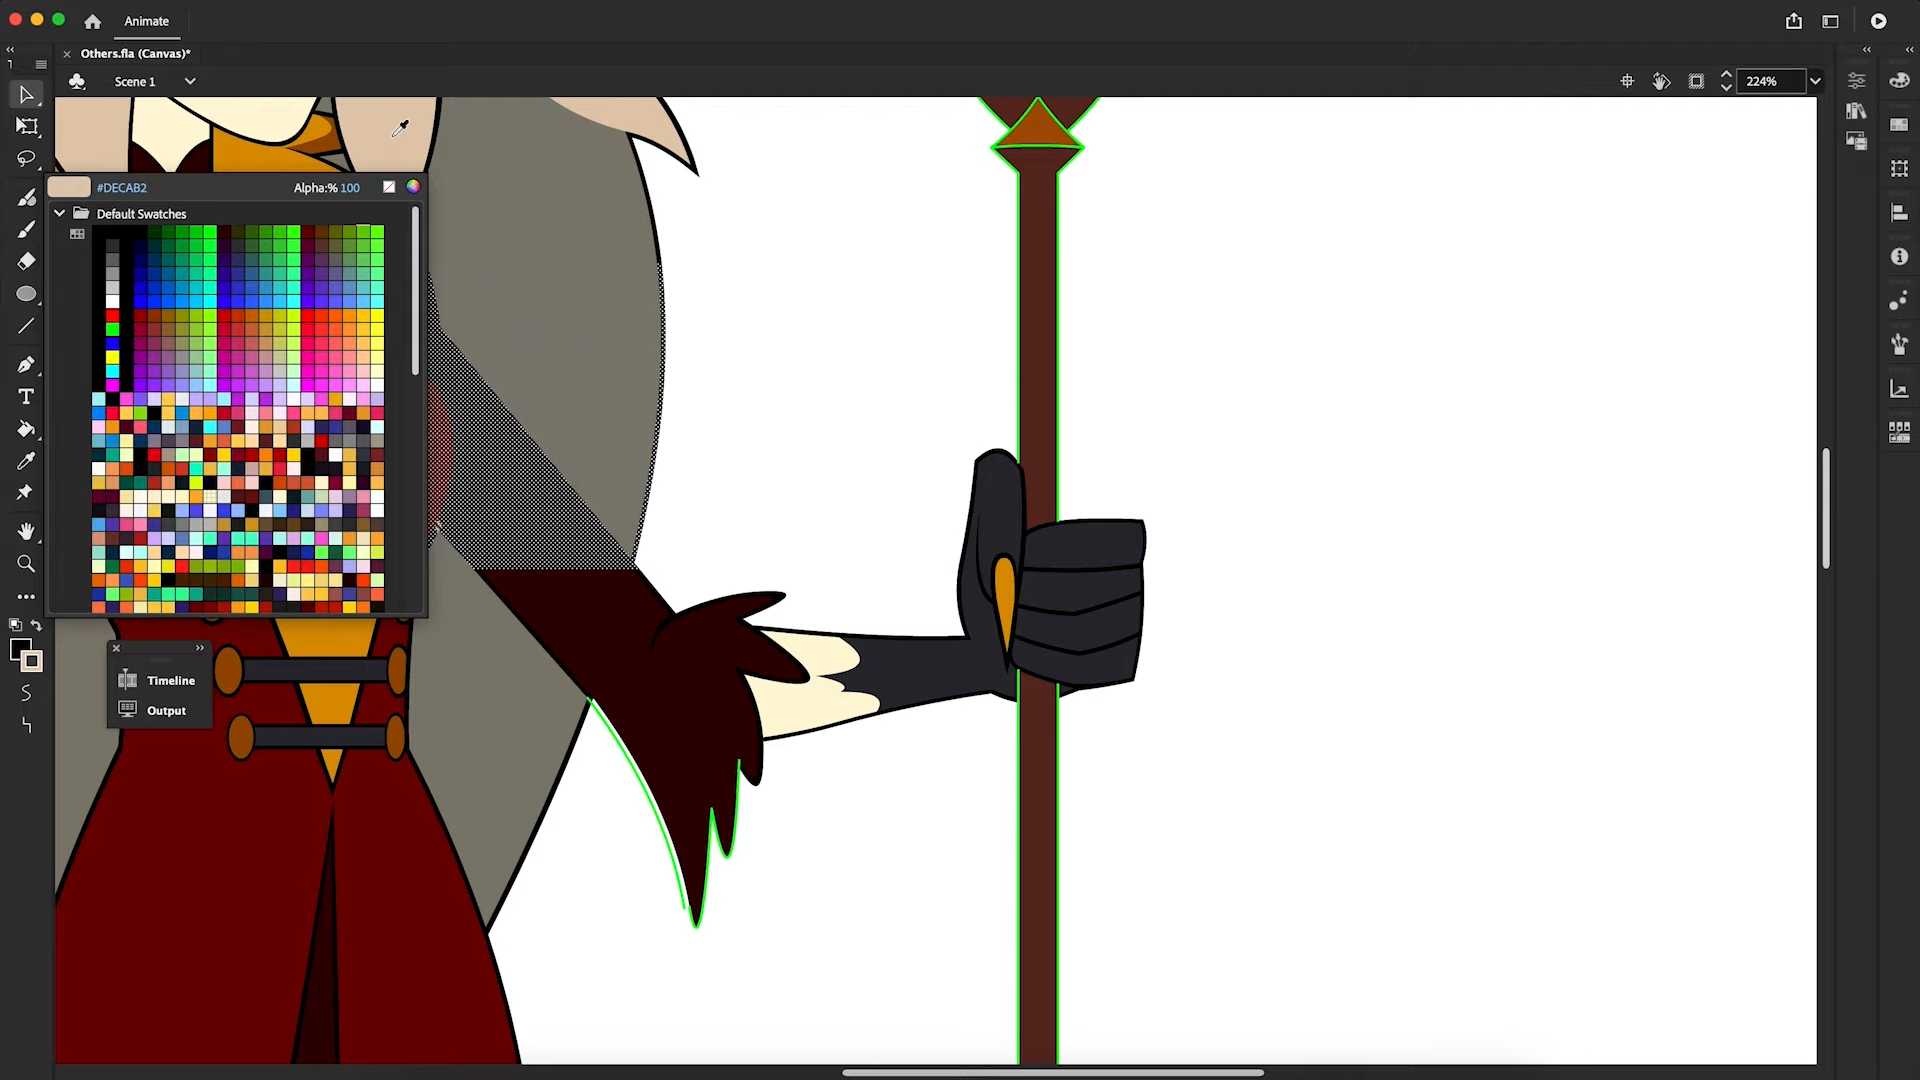 Animate
Others.fla (Canvas)*
Scene 1
224%
#DECAB2 Alpha:% 100
Default Swatches
Timeline
Output